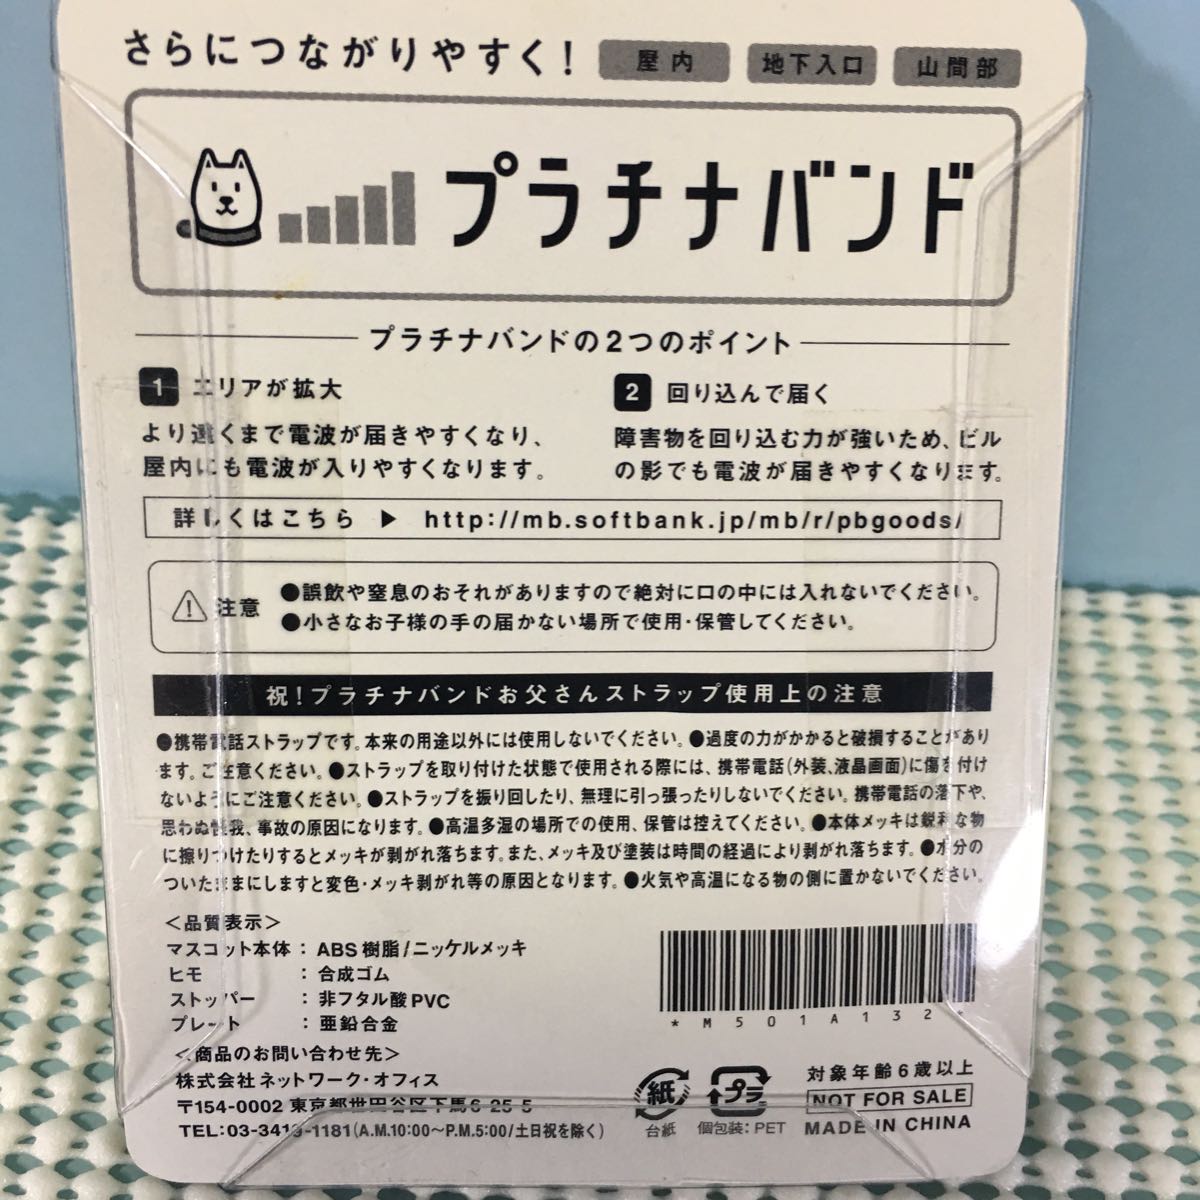 さらにつながりやすく！ 屋内 地下入口 山間部
プラチナバンド
プラチナバンドの2つのポイント
1 エリアが拡大
より遠くまで電波が届きやすくなり、
屋内にも電波が入りやすくなります。
2 回り込んで届く
障害物を回り込む力が強いため、ビル
の影でも電波が届きやすくなります。
詳しくはこちら ▶ http://mb.softbank.jp/mb/r/pbgoods/
注意
●誤飲や窒息のおそれがありますので絶対に口の中には入れないでください。
●小さなお子様の手の届かない場所で使用・保管してください。
祝！プラチナバンドお父さんストラップ使用上の注意
●携帯電話ストラップです。本来の用途以外には使用しないでください。●過度の力がかかると破損することがあり
ます。ご注意ください。●ストラップを取り付けた状態で使用される際には、携帯電話(外装、液晶画面)に傷を付け
ないようにご注意ください。●ストラップを振り回したり、無理に引っ張ったりしないでください。携帯電話の落下や、
思わぬ怪我、事故の原因になります。●高温多湿の場所での使用、保管は控えてください。●本体メッキは鋭利な物
に擦りつけたりするとメッキが剥がれ落ちます。また、メッキ及び塗装は時間の経過により剥がれ落ちます。●水分の
ついたままにしますと変色・メッキ剥がれ等の原因となります。●火気や高温になる物の側に置かないでください。
＜品質表示＞
マスコット本体：ABS樹脂/ニッケルメッキ
ヒモ：合成ゴム
ストッパー：非フタル酸PVC
プレート：亜鉛合金
*M501A132*
＜商品のお問い合わせ先＞
株式会社ネットワーク・オフィス
〒154-0002 東京都世田谷区下馬6-25-5
TEL:03-3413-1181(A.M.10:00〜P.M.5:00/土日祝を除く)
紙
台紙
プラ
個包装：PET
対象年齢6歳以上
NOT FOR SALE
MADE IN CHINA